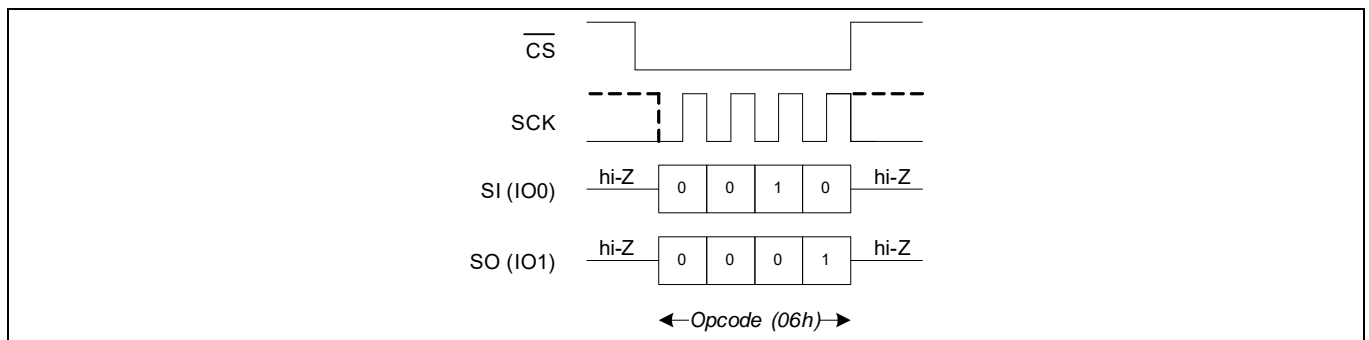 CS
SCK
SI (IO0)
hi-Z
0 0 1 0
hi-Z
SO (IO1)
hi-Z
0 0 0 1
hi-Z
Opcode (06h)